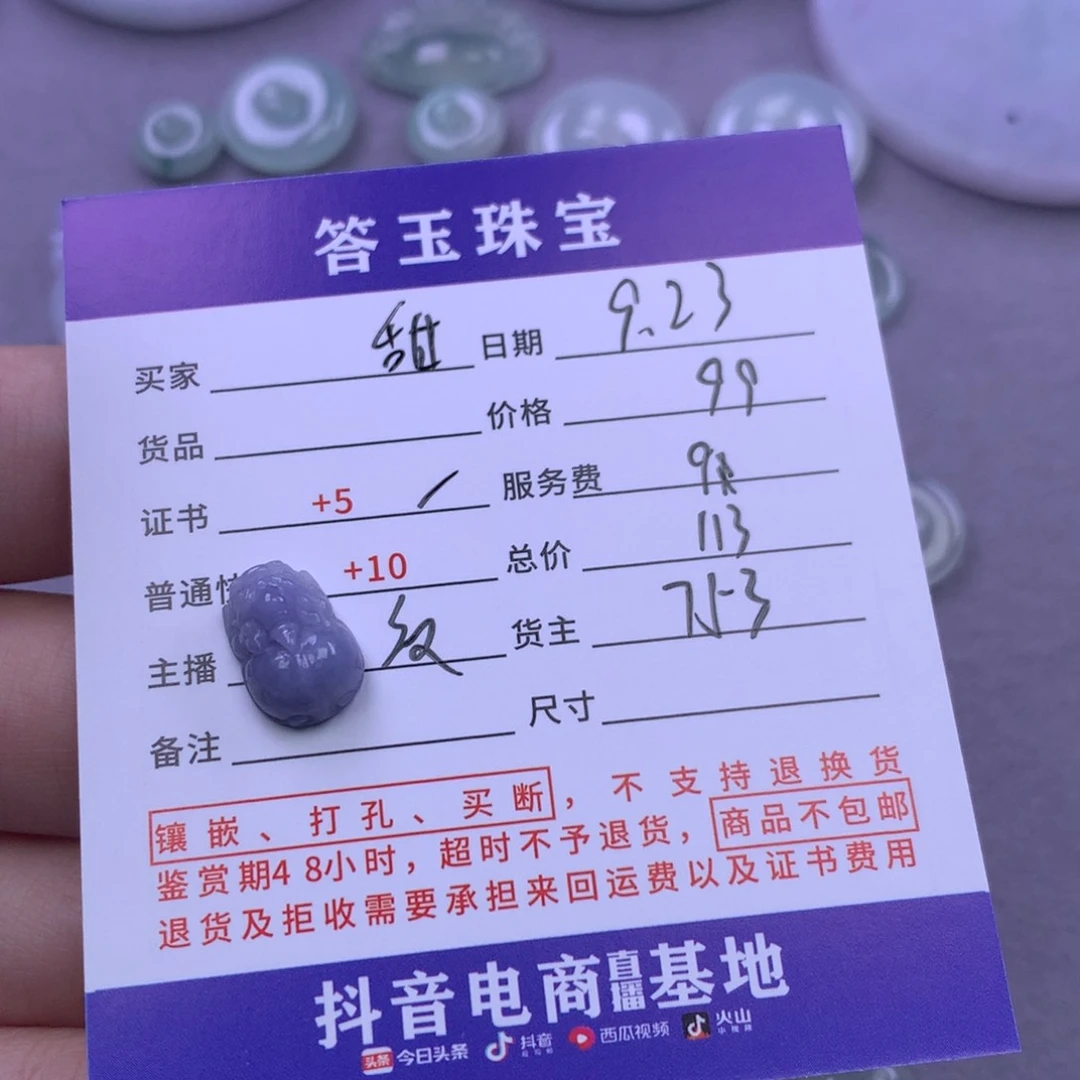 答玉珠宝
买家 甜 日期 9.23
货品 价格 99
证书 +5 服务费
普通快 +10 总价 113
主播 日期 货主
备注 尺寸
镶嵌、打孔、买断，不支持退换货
鉴赏期48小时，超时不予退货，商品不包邮
退货及拒收需要承担来回运费以及证书费用
抖音电商直播基地
头条 今日头条 抖音 西瓜视频 火山